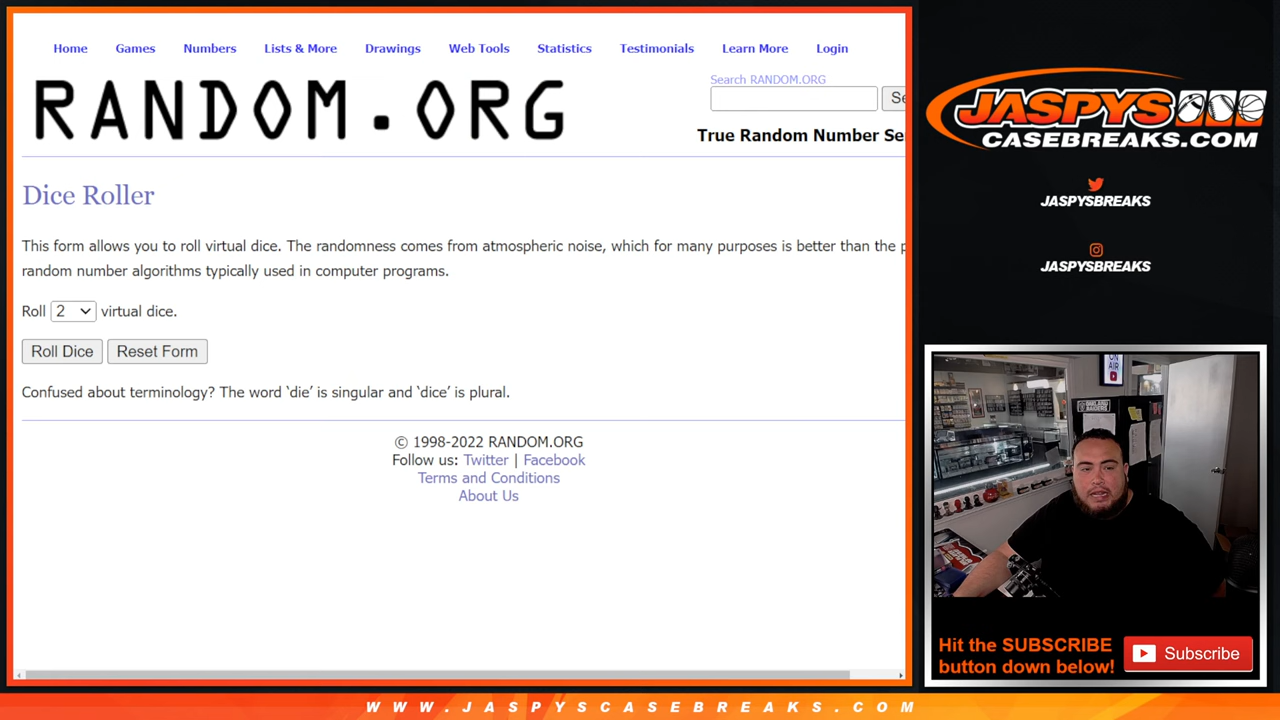 Home Games Numbers Lists & More Drawings Web Tools Statistics Testimonials Learn More Login
RANDOM.ORG
Search RANDOM.ORG
Se
True Random Number Se
Dice Roller
This form allows you to roll virtual dice. The randomness comes from atmospheric noise, which for many purposes is better than the p
random number algorithms typically used in computer programs.
Roll 2 virtual dice.
Roll Dice Reset Form
Confused about terminology? The word ‘die’ is singular and ‘dice’ is plural.
© 1998-2022 RANDOM.ORG
Follow us: Twitter | Facebook
Terms and Conditions
About Us
JASPYS
CASEBREAKS.COM
JASPYSBREAKS
JASPYSBREAKS
ON
AIR
Hit the SUBSCRIBE
button down below!
Subscribe
WWW.JASPYSCASEBREAKS.COM